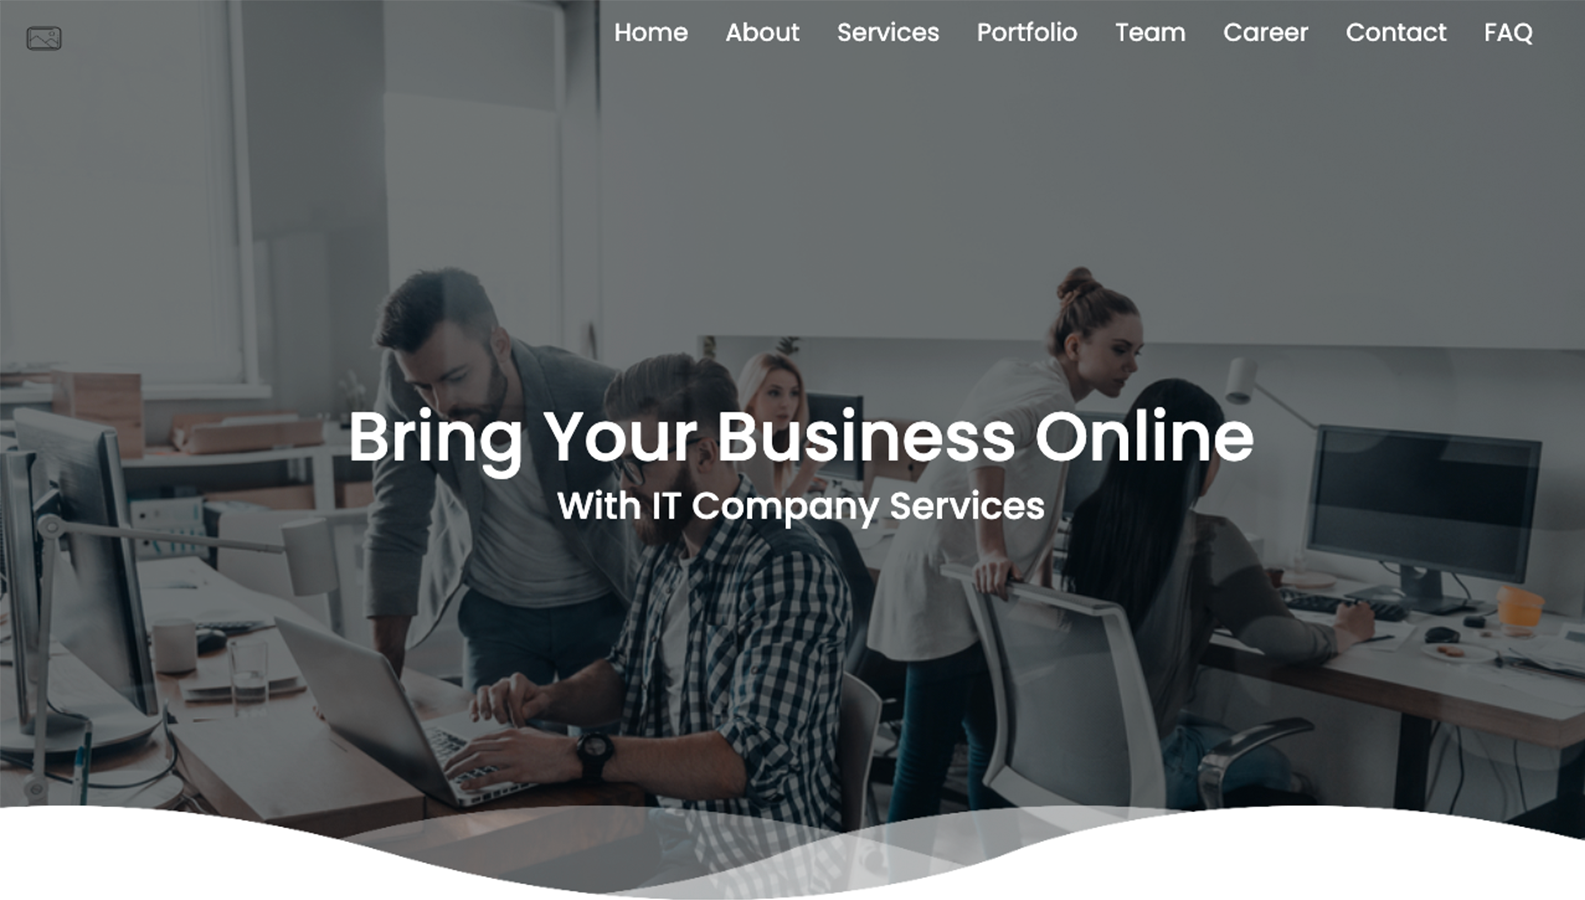 Home About Services Portfolio Team Career Contact FAQ
Bring Your Business Online
With IT Company Services